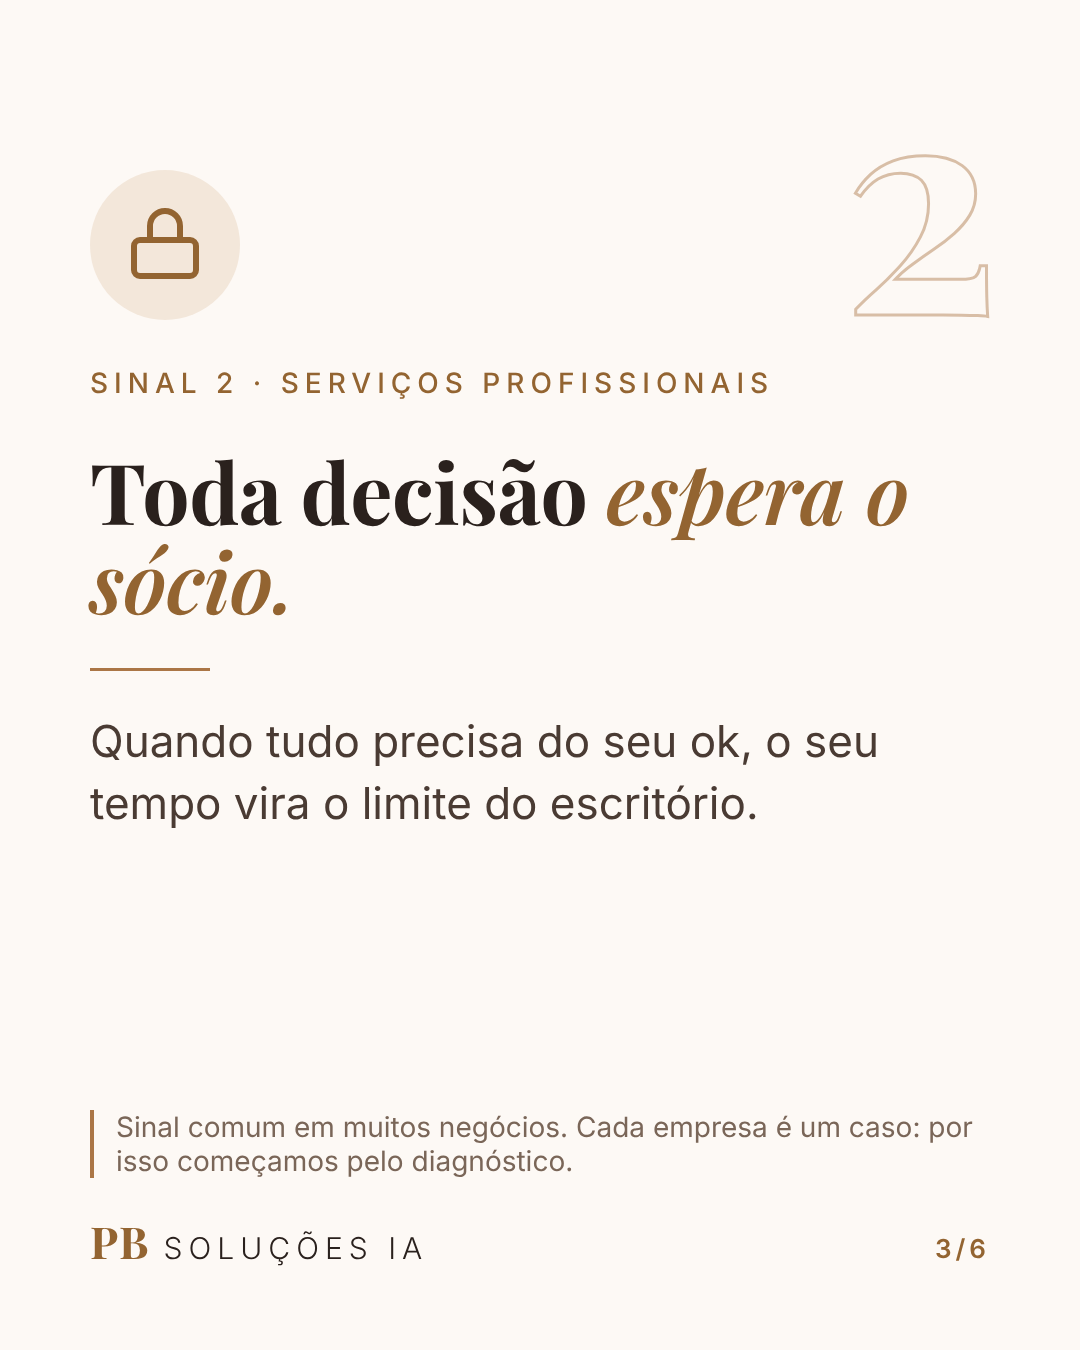 2
SINAL 2 · SERVIÇOS PROFISSIONAIS
Toda decisão espera o
sócio.
Quando tudo precisa do seu ok, o seu
tempo vira o limite do escritório.
Sinal comum em muitos negócios. Cada empresa é um caso: por
isso começamos pelo diagnóstico.
PB SOLUÇÕES IA
3/6